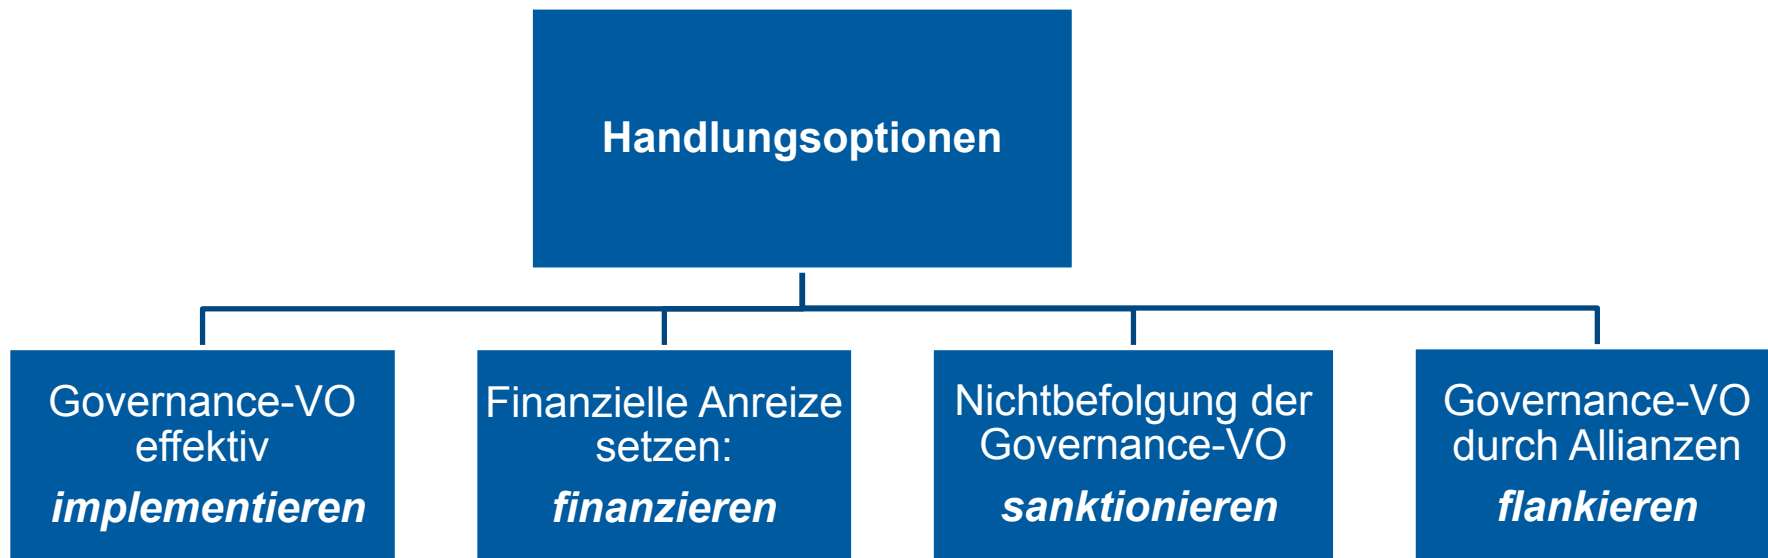 Handlungsoptionen
Governance-VO
effektiv
implementieren
Finanzielle Anreize
setzen:
finanzieren
Nichtbefolgung der
Governance-VO
sanktionieren
Governance-VO
durch Allianzen
flankieren